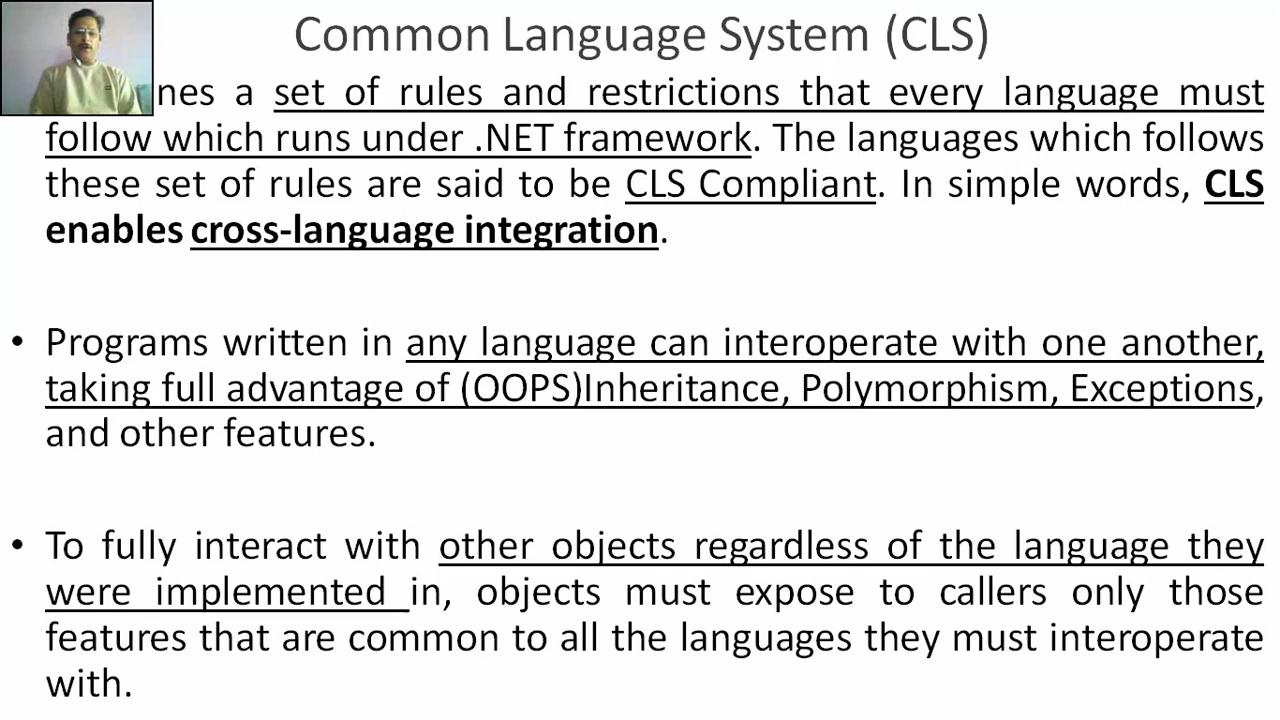 Common Language System (CLS)
a set of rules and restrictions that every language must
follow which runs under .NET framework. The languages which follows
these set of rules are said to be CLS Compliant. In simple words, CLS
enables cross-language integration.
• Programs written in any language can interoperate with one another,
taking full advantage of (OOPS)Inheritance, Polymorphism, Exceptions,
and other features.
• To fully interact with other objects regardless of the language they
were implemented in, objects must expose to callers only those
features that are common to all the languages they must interoperate
with.